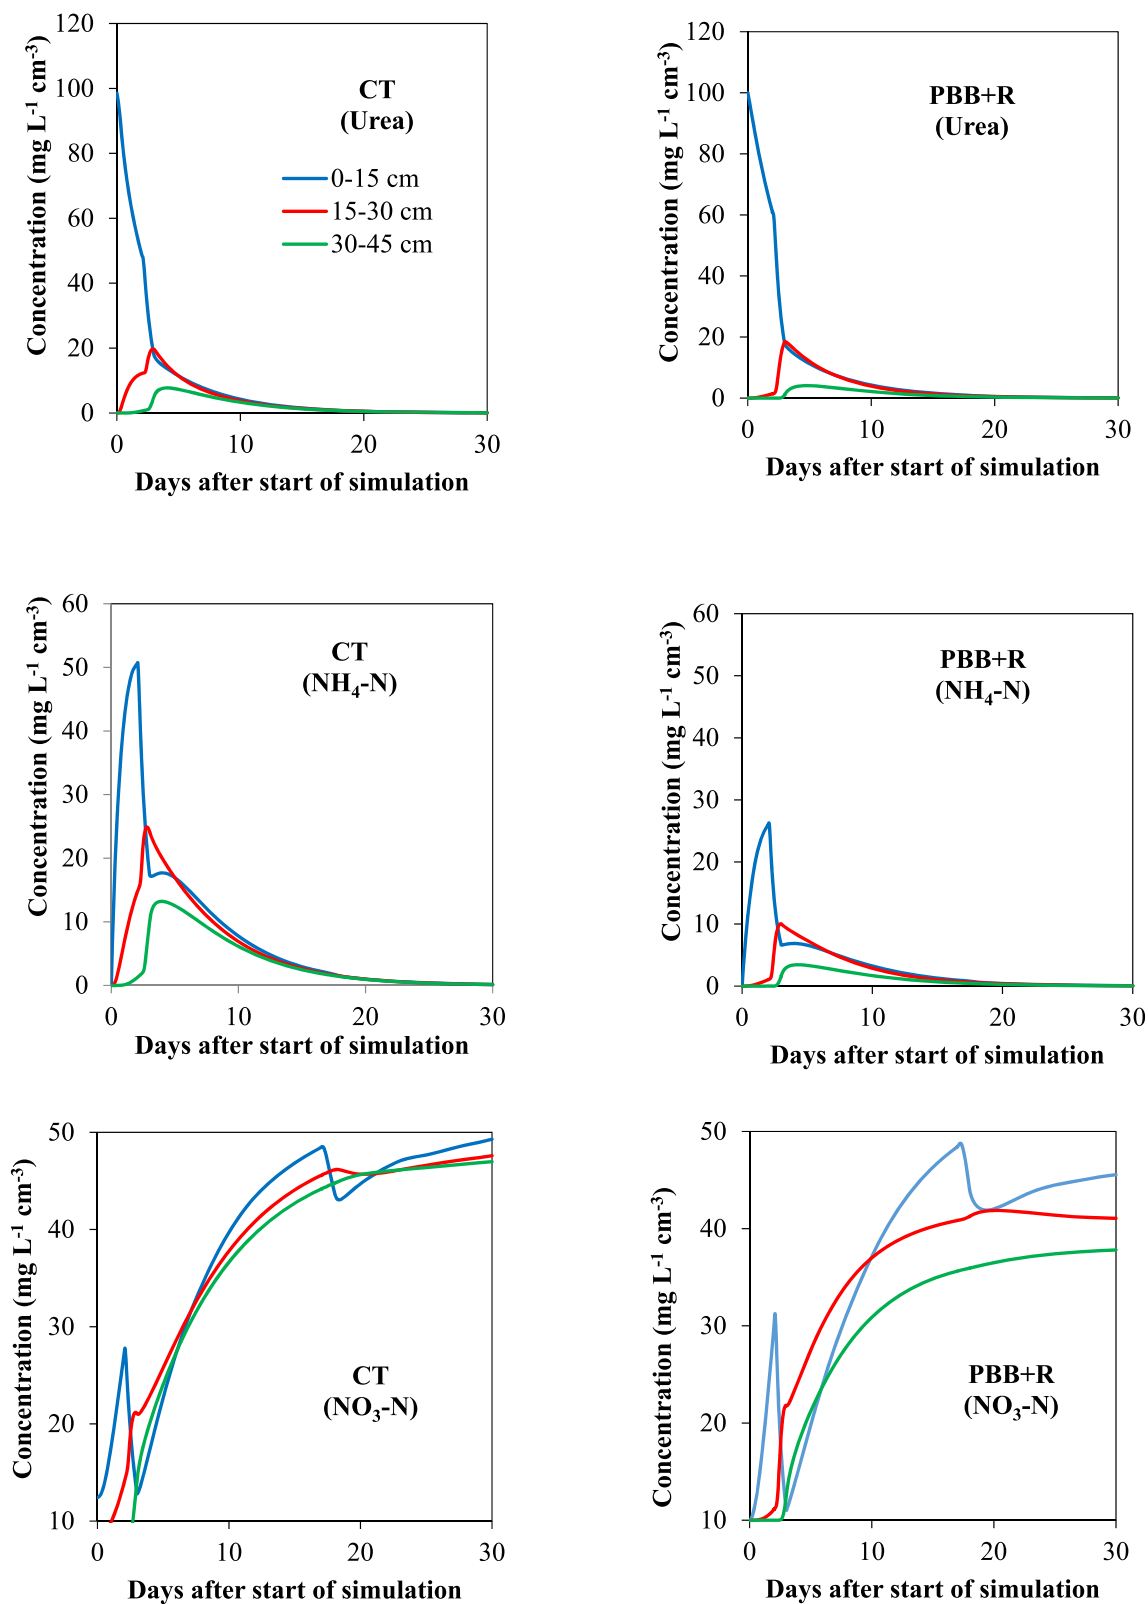 Concentration (mg L⁻¹ cm⁻³)
120
100
80
60
40
20
0
CT
(Urea)
0-15 cm
15-30 cm
30-45 cm
0 10 20 30
Days after start of simulation
Concentration (mg L⁻¹ cm⁻³)
120
100
80
60
40
20
0
PBB+R
(Urea)
0 10 20 30
Days after start of simulation
Concentration (mg L⁻¹ cm⁻³)
60
50
40
30
20
10
0
CT
(NH₄-N)
0 10 20 30
Days after start of simulation
Concentration (mg L⁻¹ cm⁻³)
60
50
40
30
20
10
0
PBB+R
(NH₄-N)
0 10 20 30
Days after start of simulation
Concentration (mg L⁻¹ cm⁻³)
50
40
30
20
10
CT
(NO₃-N)
0 10 20 30
Days after start of simulation
Concentration (mg L⁻¹ cm⁻³)
50
40
30
20
10
PBB+R
(NO₃-N)
0 10 20 30
Days after start of simulation